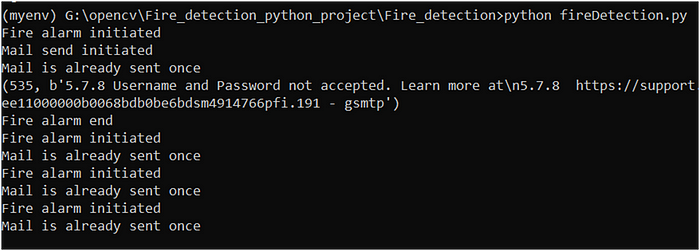 (myenv) G:\opencv\Fire_detection_python_project\Fire_detection>python fireDetection.py
Fire alarm initiated
Mail send initiated
Mail is already sent once
(535, b'5.7.8 Username and Password not accepted. Learn more at\n5.7.8  https://support.
ee11000000b0068bdb0be6bdsm4914766pfi.191 - gsmtp')
Fire alarm end
Fire alarm initiated
Mail is already sent once
Fire alarm initiated
Mail is already sent once
Fire alarm initiated
Mail is already sent once